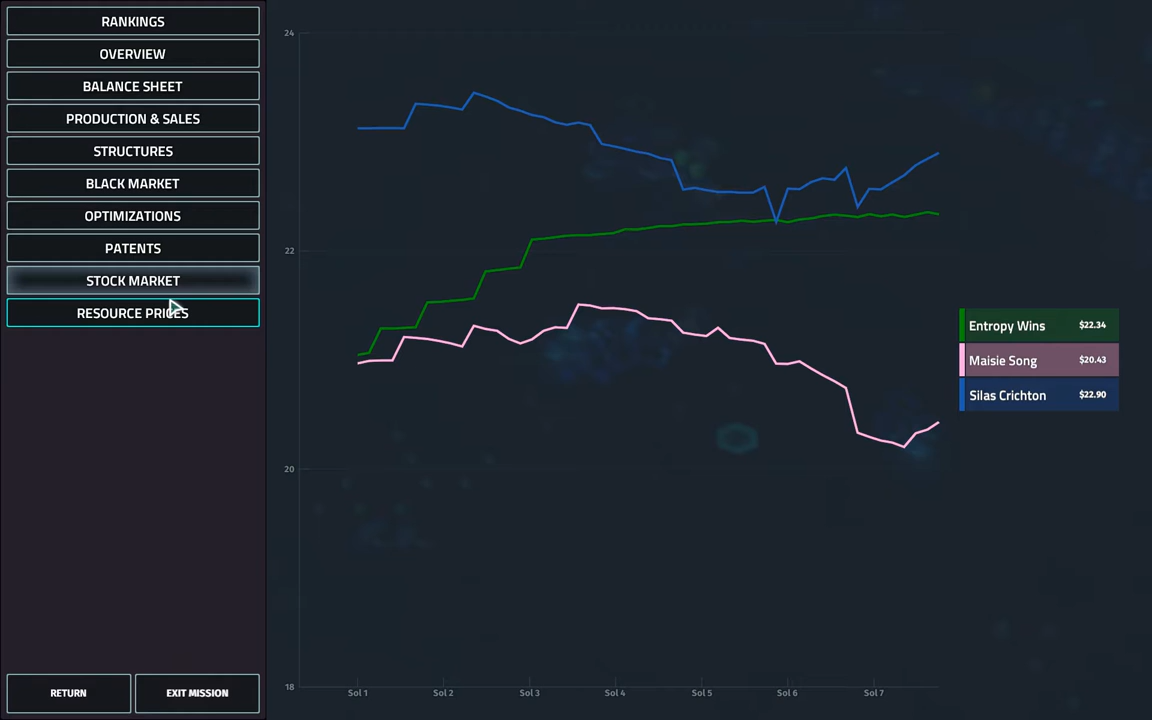 RANKINGS
OVERVIEW
BALANCE SHEET
PRODUCTION & SALES
STRUCTURES
BLACK MARKET
OPTIMIZATIONS
PATENTS
STOCK MARKET
RESOURCE PRICES
RETURN
EXIT MISSION
24
22
20
18
Sol 1
Sol 2
Sol 3
Sol 4
Sol 5
Sol 6
Sol 7
Entropy Wins $22.34
Maisie Song $20.43
Silas Crichton $22.90